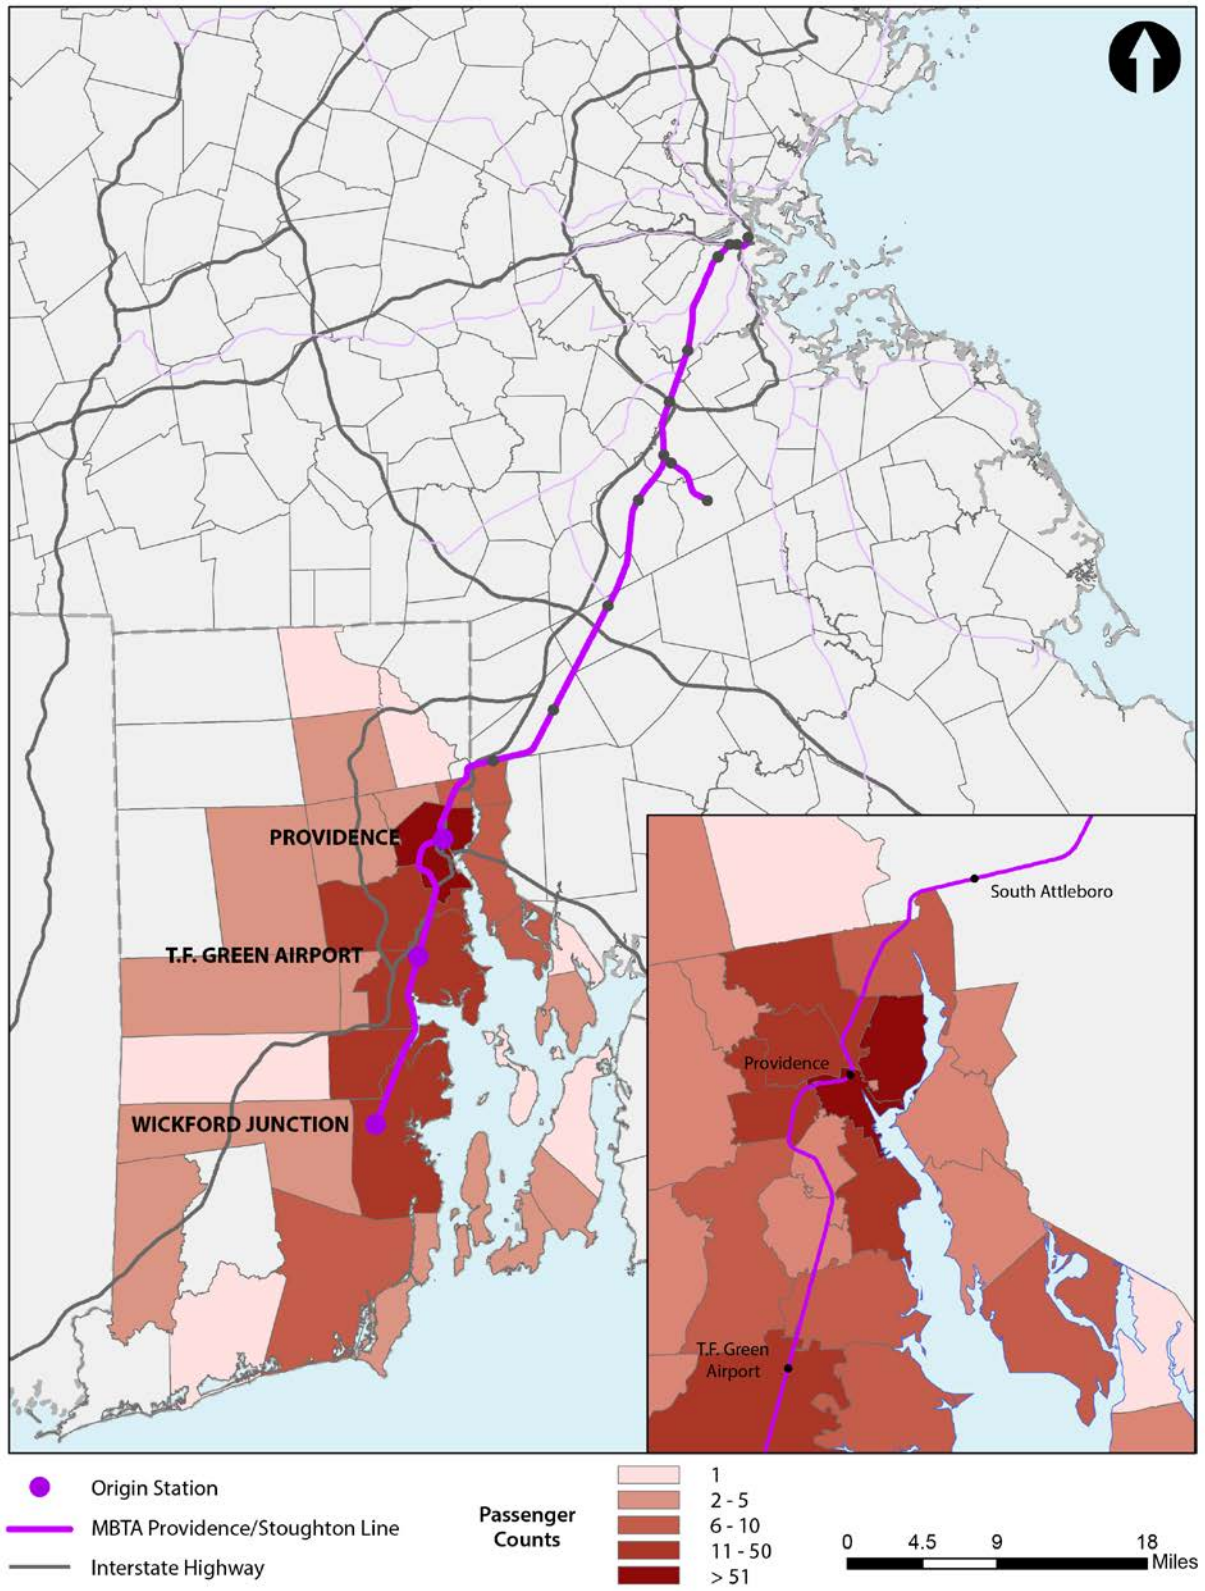 PROVIDENCE
T.F. GREEN AIRPORT
WICKFORD JUNCTION
South Attleboro
Providence
T.F. Green
Airport
Origin Station
MBTA Providence/Stoughton Line
Interstate Highway
Passenger
Counts
1
2 - 5
6 - 10
11 - 50
> 51
0 4.5 9 18
Miles